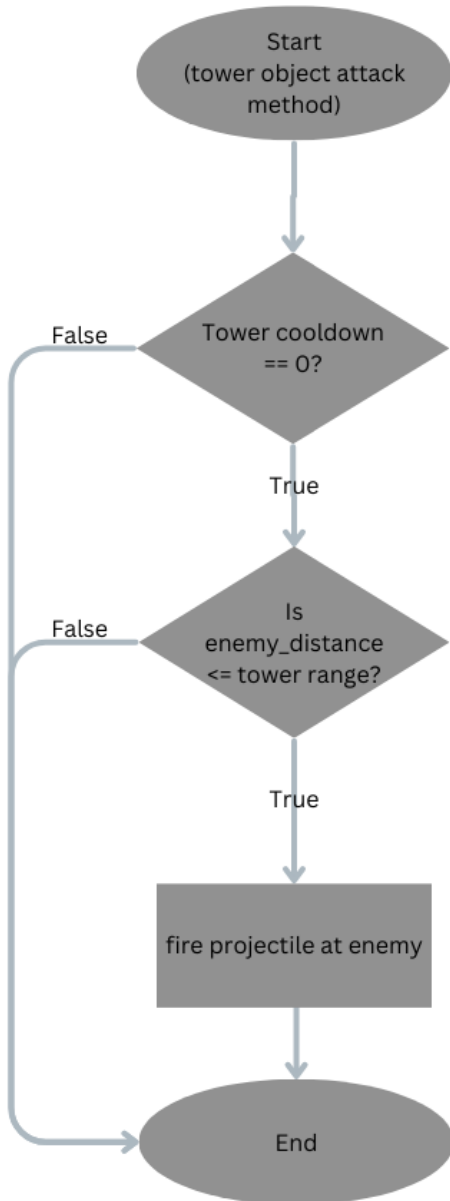 Start
(tower object attack
method)
False
Tower cooldown
== 0?
True
False
Is
enemy_distance
<= tower range?
True
fire projectile at enemy
End